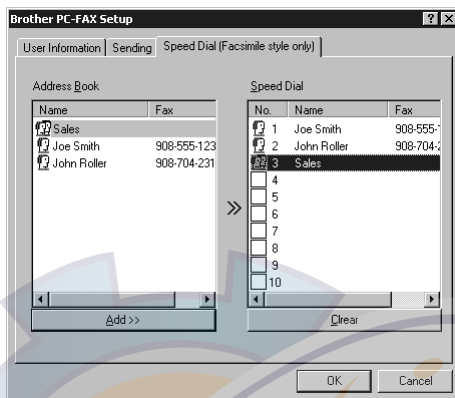 Brother PC-FAX Setup
User Information Sending Speed Dial (Facsimile style only)
Address Book Speed Dial
Name Fax
Sales
Joe Smith 908-555-123
John Roller 908-704-231
No. Name Fax
1 Joe Smith 908-555-
2 John Roller 908-704-
3 Sales
4
5
6
7
8
9
10
Add >>
Clrear
OK Cancel